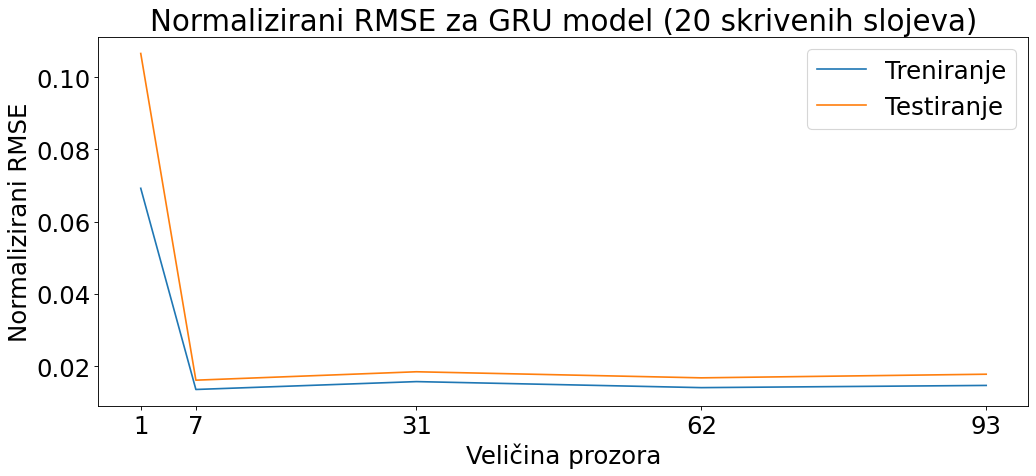 Normalizirani RMSE za GRU model (20 skrivenih slojeva)
Normalizirani RMSE
0.10
0.08
0.06
0.04
0.02
Treniranje
Testiranje
1 7 31 62 93
Veličina prozora